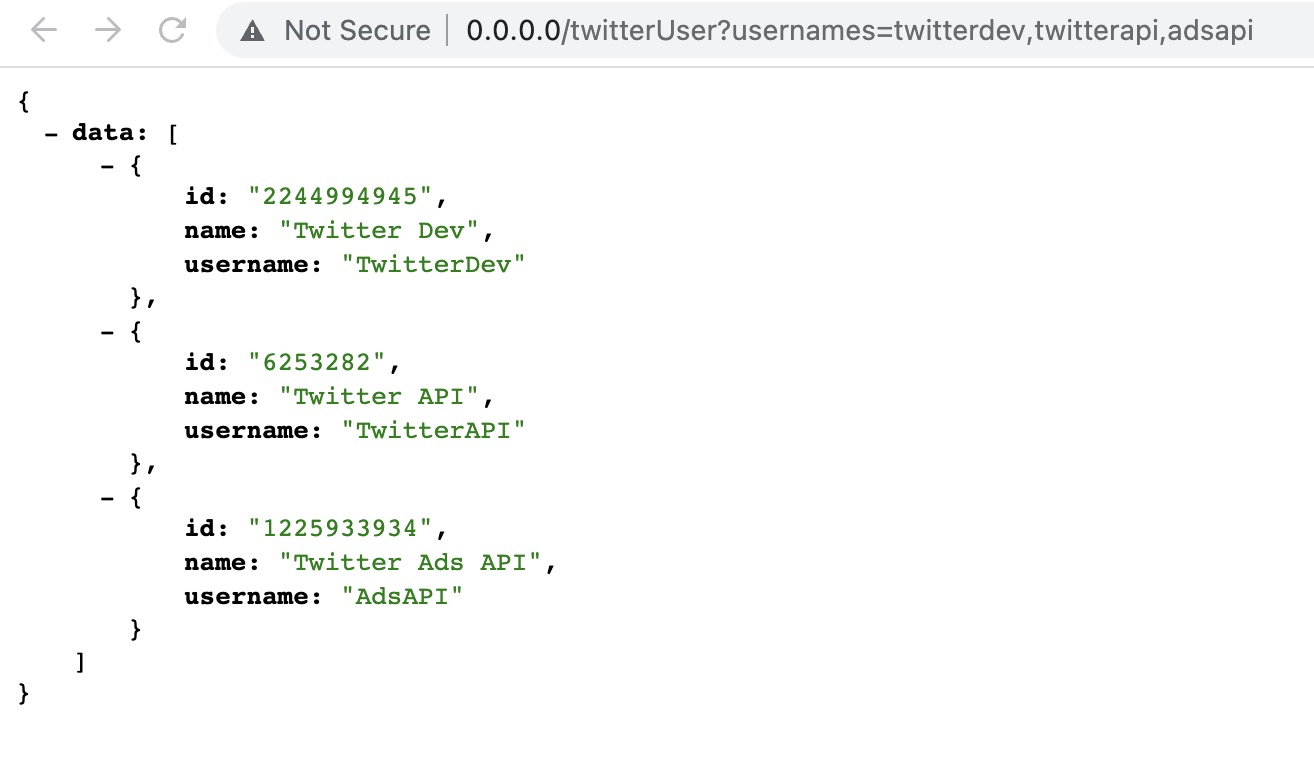 Not Secure | 0.0.0.0/twitterUser?usernames=twitterdev,twitterapi,adsapi
{
- data: [
- {
id: "2244994945",
name: "Twitter Dev",
username: "TwitterDev"
},
- {
id: "6253282",
name: "Twitter API",
username: "TwitterAPI"
},
- {
id: "1225933934",
name: "Twitter Ads API",
username: "AdsAPI"
}
]
}